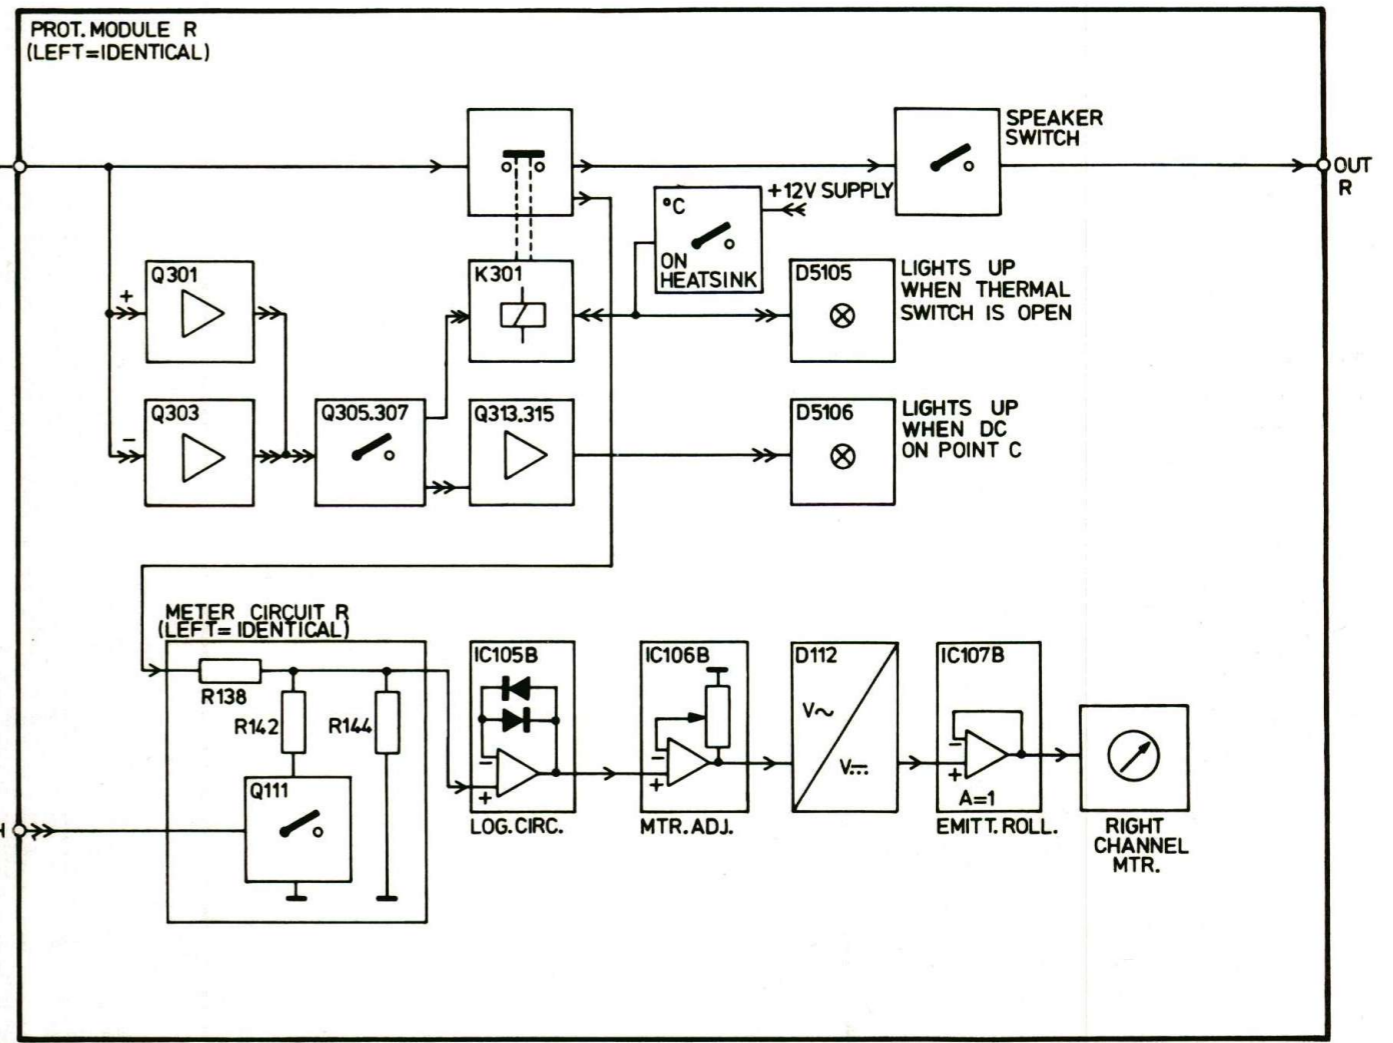 PROT. MODULE R
(LEFT=IDENTICAL)
SPEAKER
SWITCH
OUT
R
+12V SUPPLY
°C
ON
HEATSINK
Q301
+
K301
D5105
LIGHTS UP
WHEN THERMAL
SWITCH IS OPEN
Q303
-
Q305.307
Q313.315
D5106
LIGHTS UP
WHEN DC
ON POINT C
METER CIRCUIT R
(LEFT=IDENTICAL)
R138
R142
R144
Q111
IC105B
-
+
LOG.CIRC.
IC106B
-
+
MTR.ADJ.
D112
V~
V⎓
IC107B
-
+
A=1
EMITT.ROLL.
RIGHT
CHANNEL
MTR.